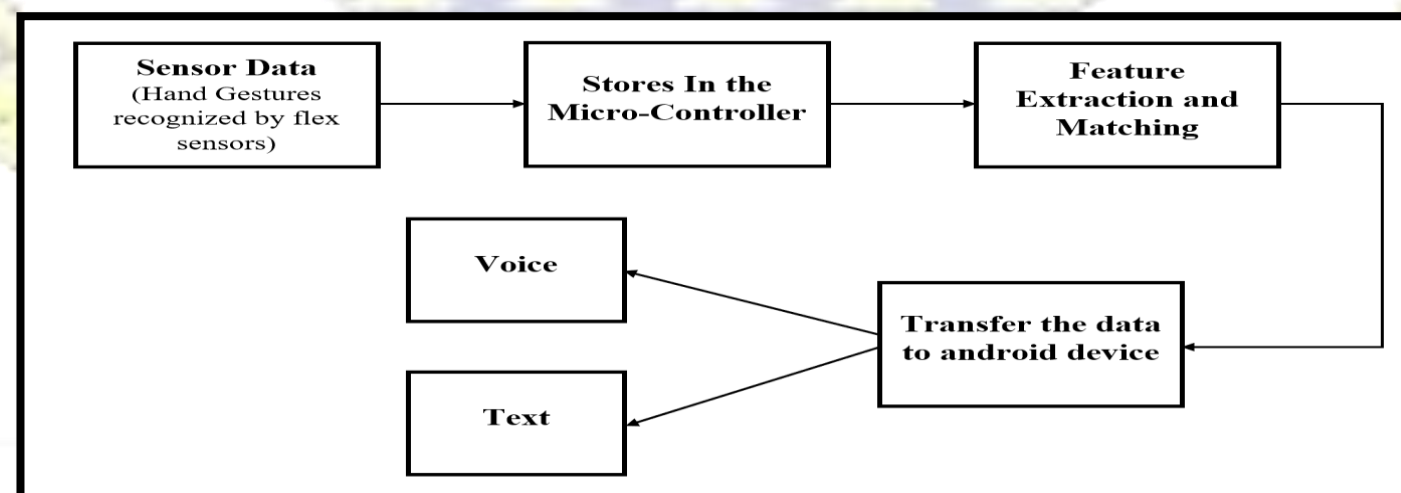 Sensor Data
(Hand Gestures
recognized by flex
sensors)
Stores In the
Micro-Controller
Feature
Extraction and
Matching
Transfer the data
to android device
Voice
Text